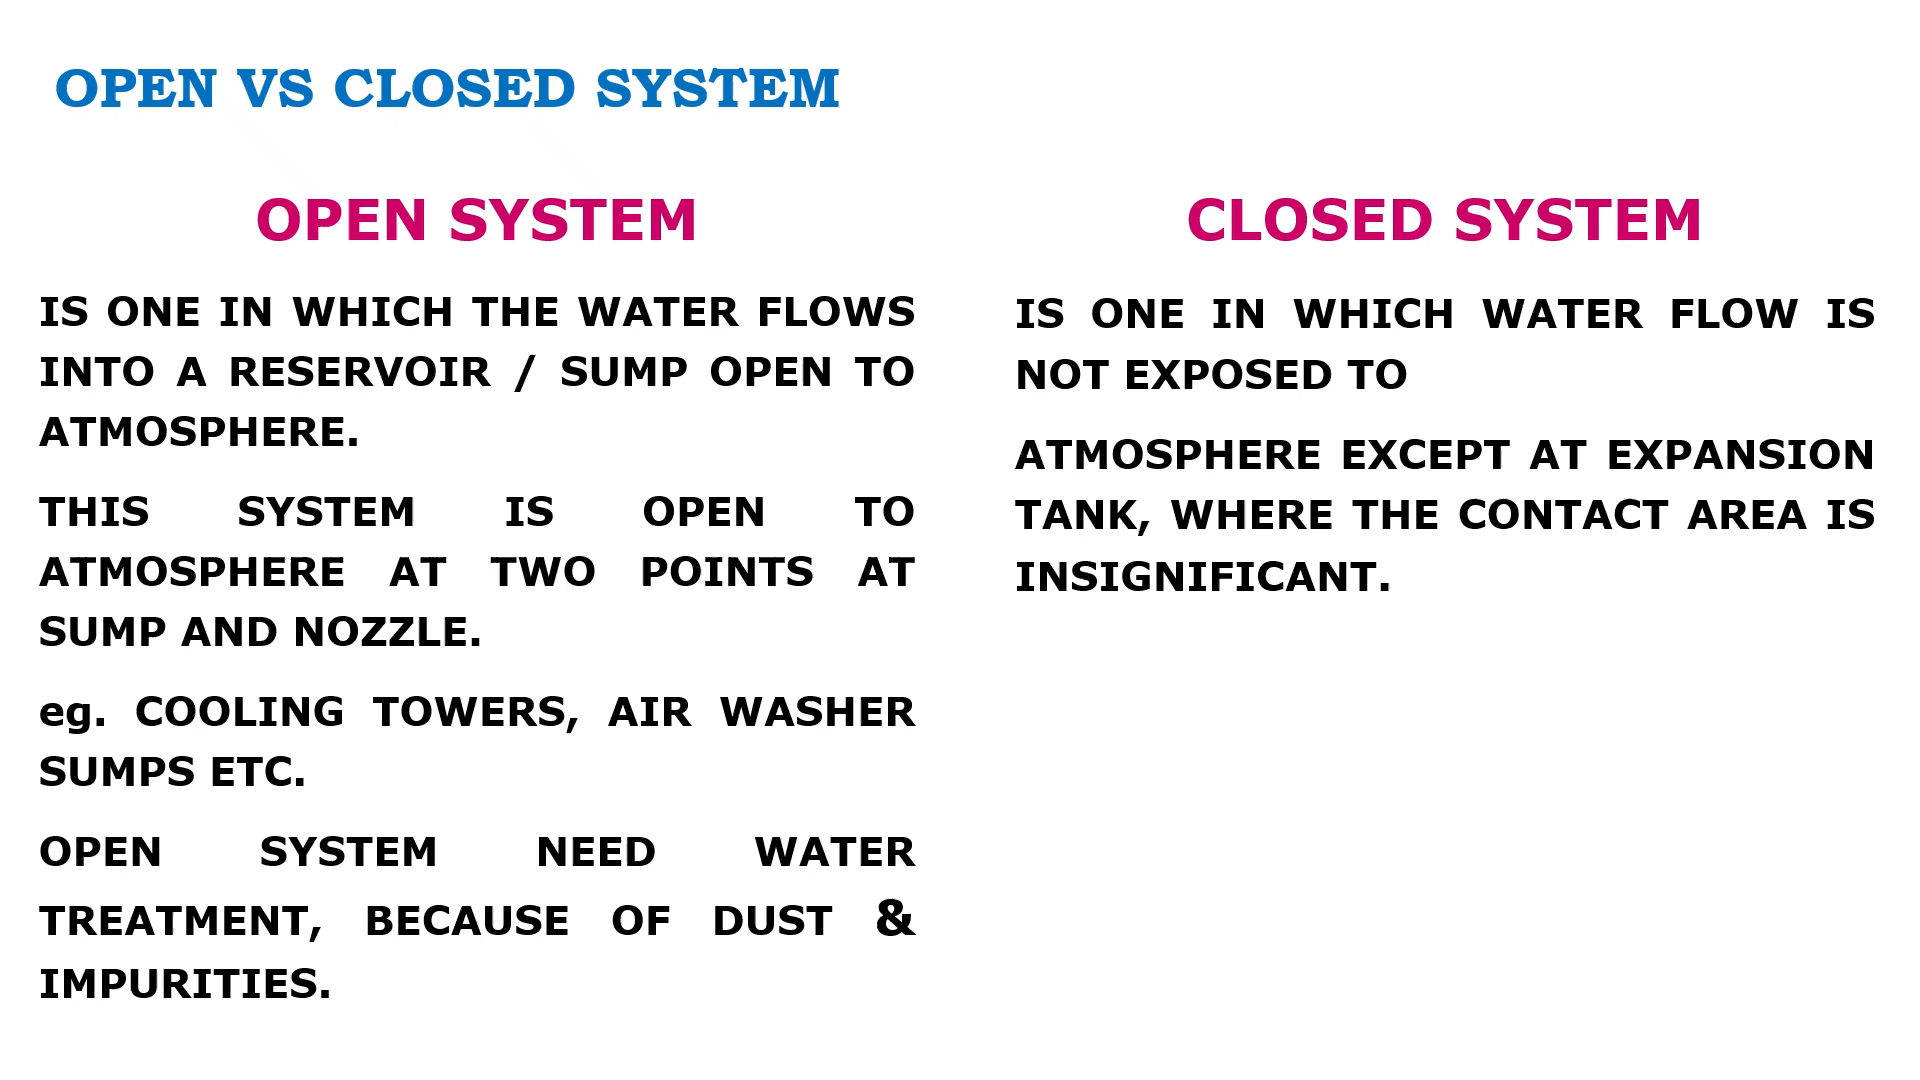 OPEN VS CLOSED SYSTEM
OPEN SYSTEM
IS ONE IN WHICH THE WATER FLOWS
INTO A RESERVOIR / SUMP OPEN TO
ATMOSPHERE.
THIS SYSTEM IS OPEN TO
ATMOSPHERE AT TWO POINTS AT
SUMP AND NOZZLE.
eg. COOLING TOWERS, AIR WASHER
SUMPS ETC.
OPEN SYSTEM NEED WATER
TREATMENT, BECAUSE OF DUST &
IMPURITIES.
CLOSED SYSTEM
IS ONE IN WHICH WATER FLOW IS
NOT EXPOSED TO
ATMOSPHERE EXCEPT AT EXPANSION
TANK, WHERE THE CONTACT AREA IS
INSIGNIFICANT.